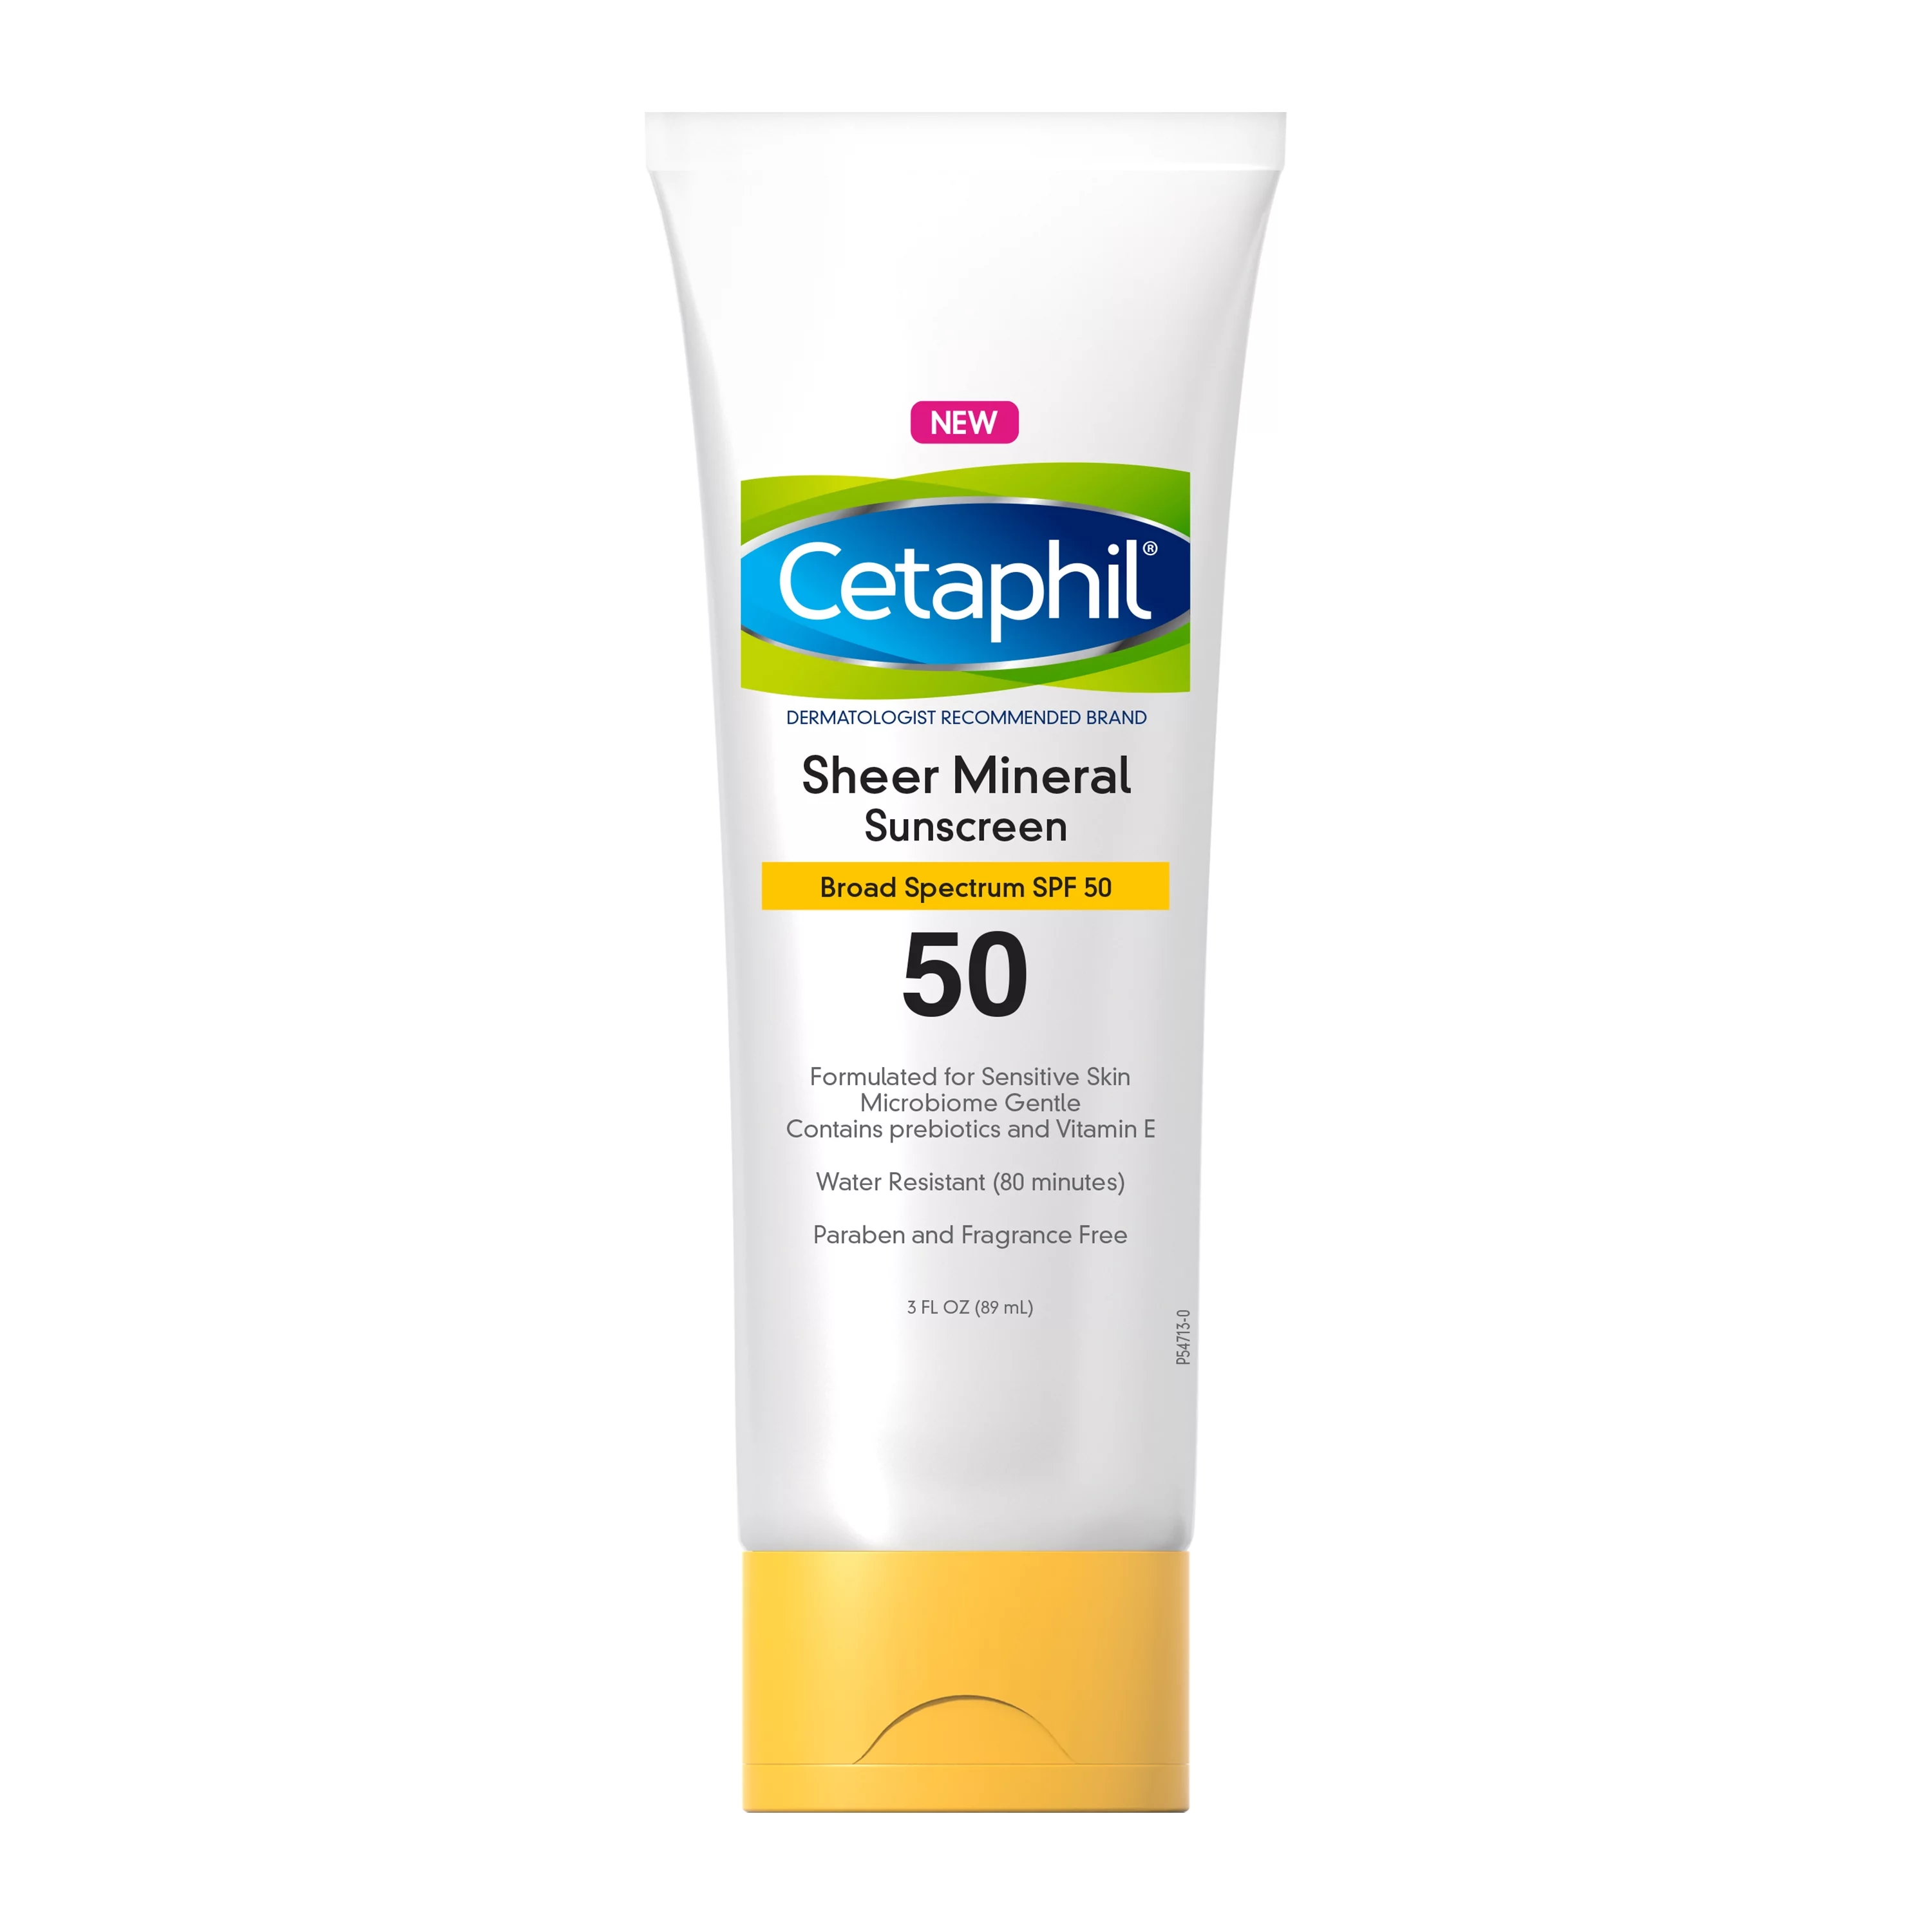 NEW
Cetaphil®
DERMATOLOGIST RECOMMENDED BRAND
Sheer Mineral
Sunscreen
Broad Spectrum SPF 50
50
Formulated for Sensitive Skin
Microbiome Gentle
Contains prebiotics and Vitamin E
Water Resistant (80 minutes)
Paraben and Fragrance Free
3 FL OZ (89 mL)
P54713-0